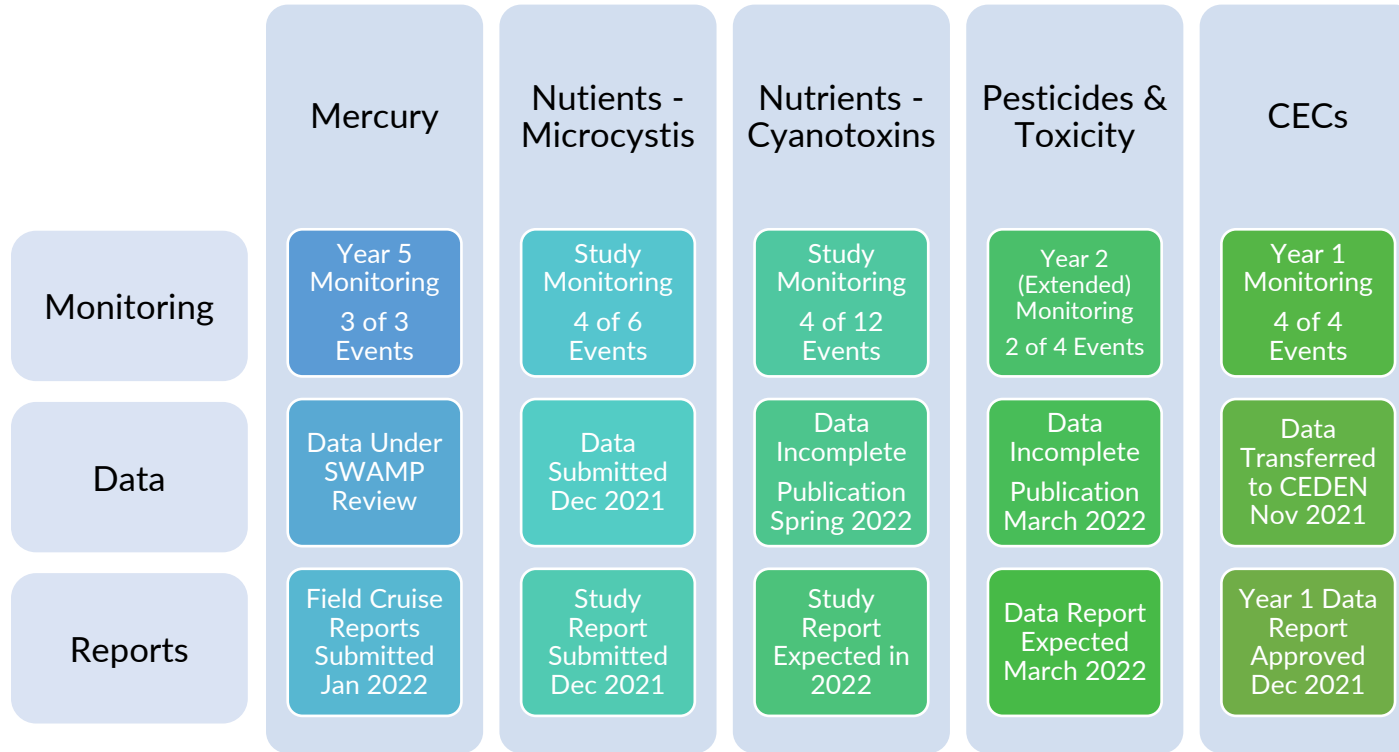 Mercury
Nutients -
Microcystis
Nutrients -
Cyanotoxins
Pesticides &
Toxicity
CECs
Monitoring
Year 5
Monitoring
3 of 3
Events
Study
Monitoring
4 of 6
Events
Study
Monitoring
4 of 12
Events
Year 2
(Extended)
Monitoring
2 of 4 Events
Year 1
Monitoring
4 of 4
Events
Data
Data Under
SWAMP
Review
Data
Submitted
Dec 2021
Data
Incomplete
Publication
Spring 2022
Data
Incomplete
Publication
March 2022
Data
Transferred
to CEDEN
Nov 2021
Reports
Field Cruise
Reports
Submitted
Jan 2022
Study
Report
Submitted
Dec 2021
Study
Report
Expected in
2022
Data Report
Expected
March 2022
Year 1 Data
Report
Approved
Dec 2021